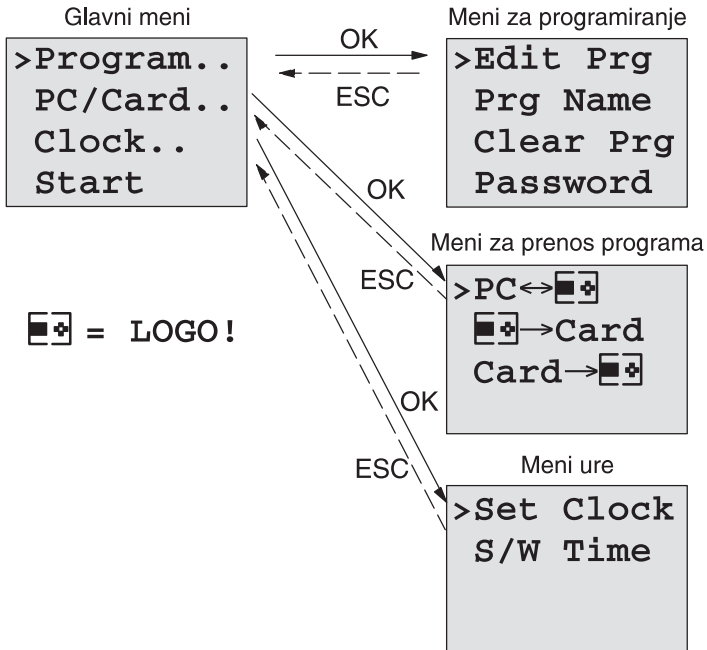 Glavni meni
>Program..
PC/Card..
Clock..
Start
OK
ESC
Meni za programiranje
>Edit Prg
Prg Name
Clear Prg
Password
OK
ESC
Meni za prenos programa
>PC↔
→Card
Card→
= LOGO!
OK
ESC
Meni ure
>Set Clock
S/W Time